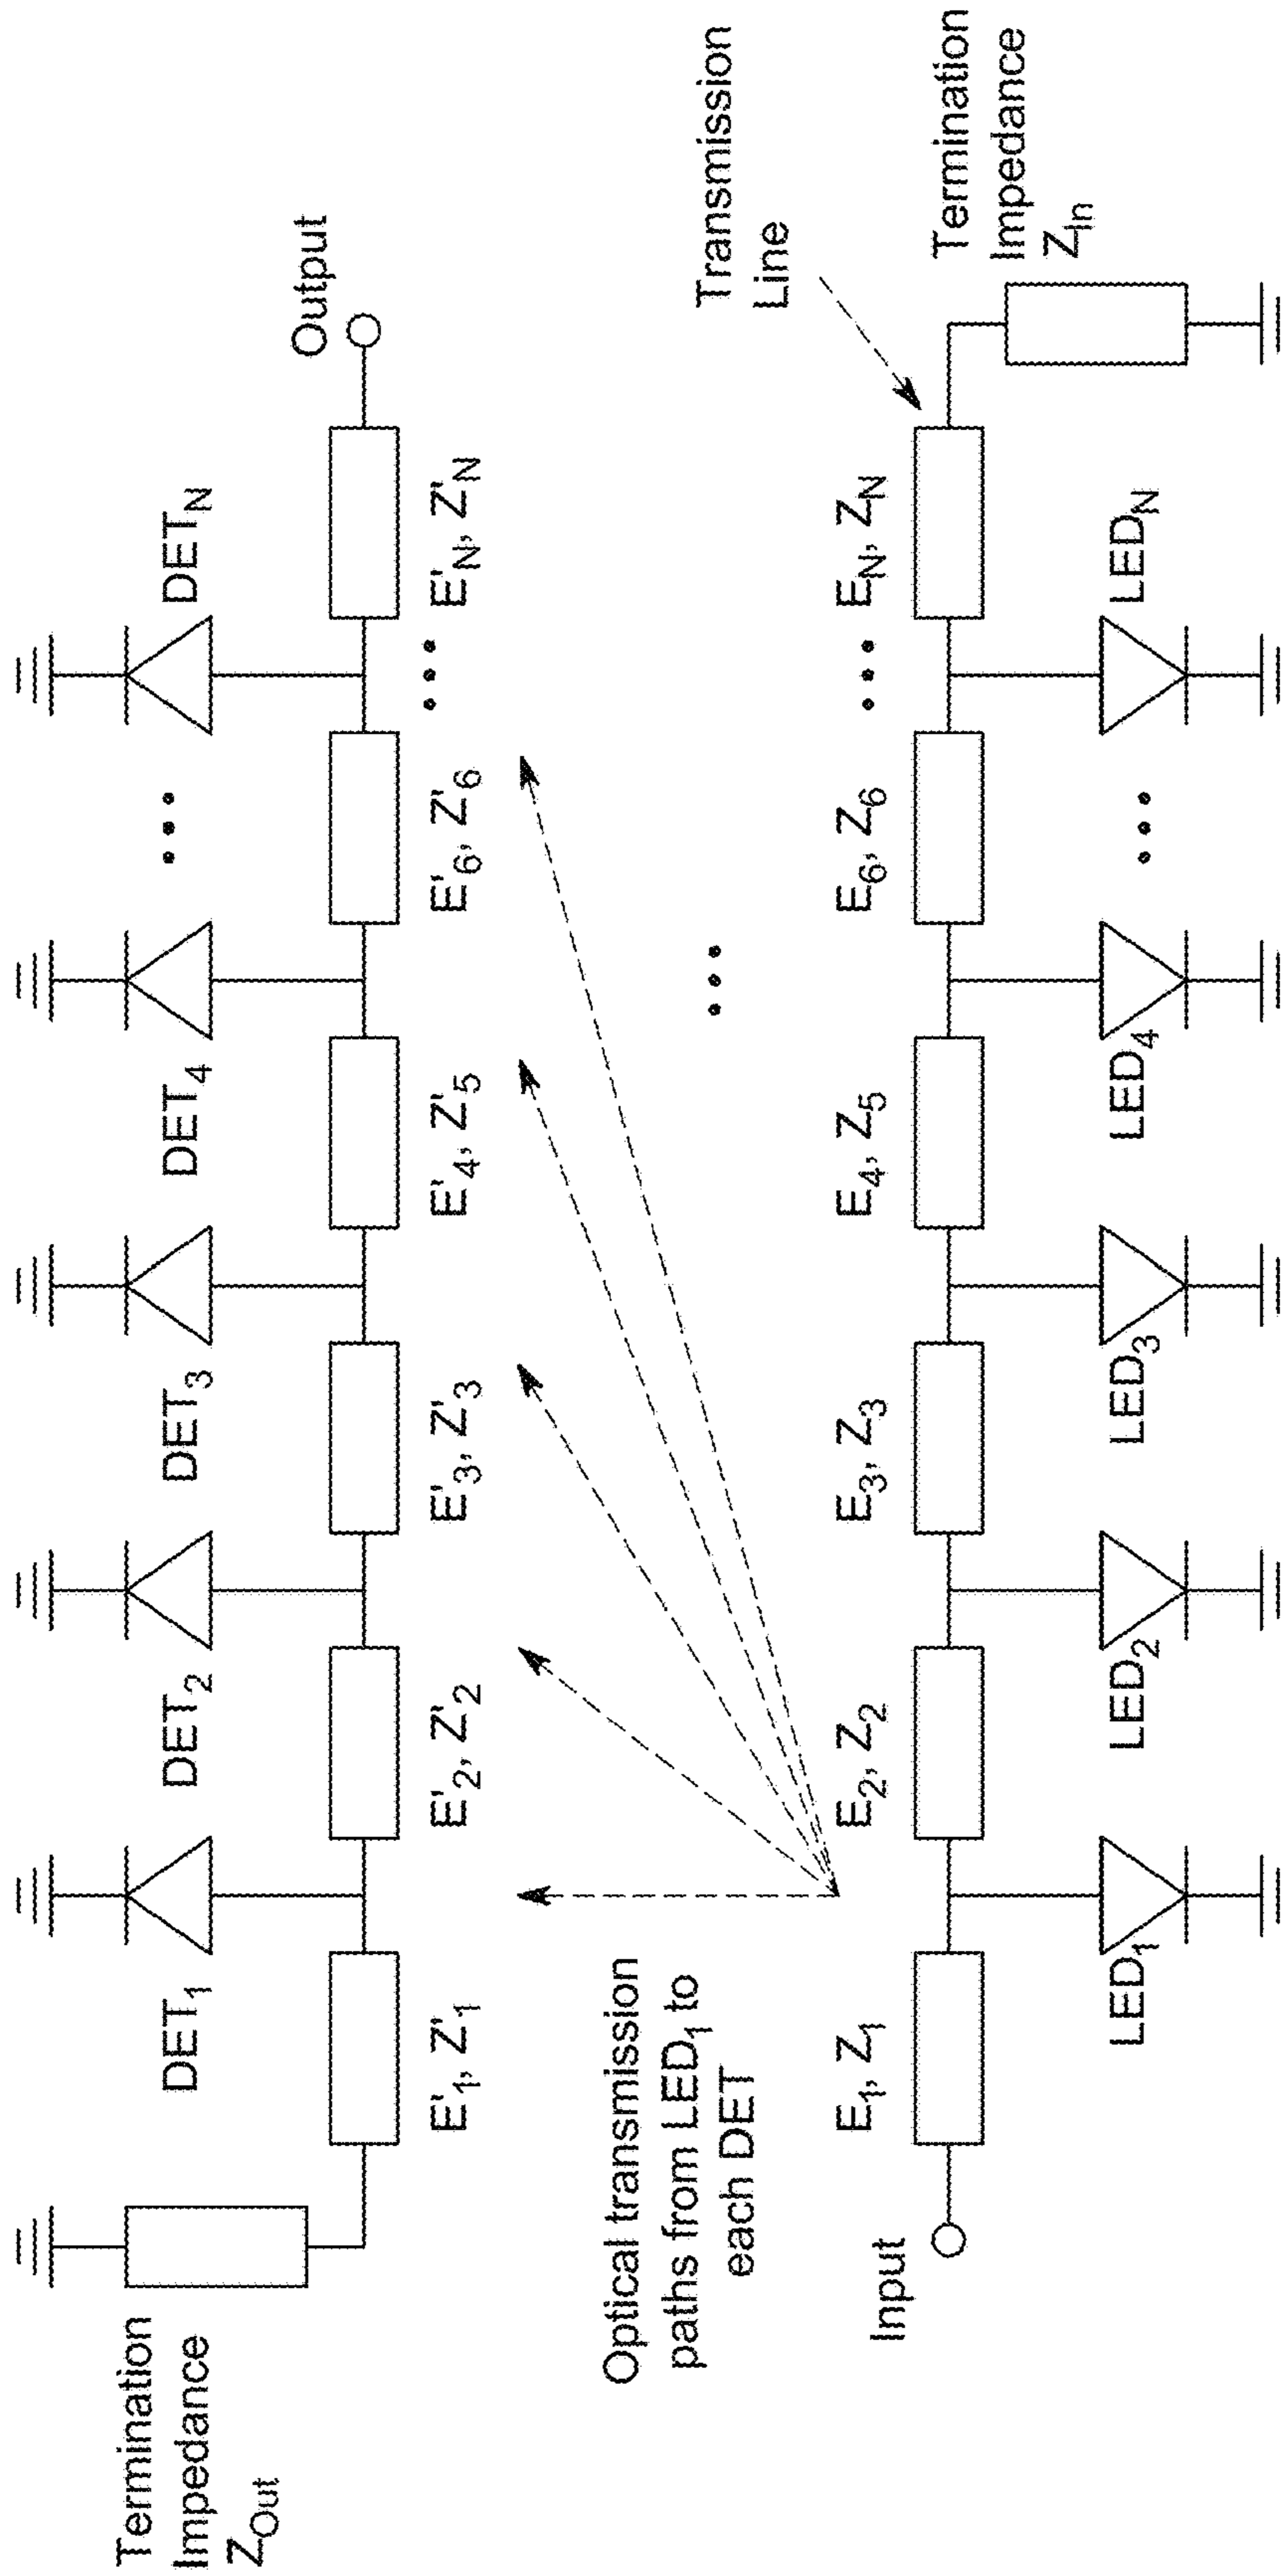 Termination
Impedance
Z_Out
DET_1
DET_2
DET_3
DET_4
•••
DET_N
Output
E'_1, Z'_1
E'_2, Z'_2
E'_3, Z'_3
E'_4, Z'_5
E'_6, Z'_6
•••
E'_N, Z'_N
Optical transmission
paths from LED_1 to
each DET
•••
Transmission
Line
Input
E_1, Z_1
E_2, Z_2
E_3, Z_3
E_4, Z_5
E_6, Z_6
•••
E_N, Z_N
Termination
Impedance
Z_In
LED_1
LED_2
LED_3
LED_4
•••
LED_N